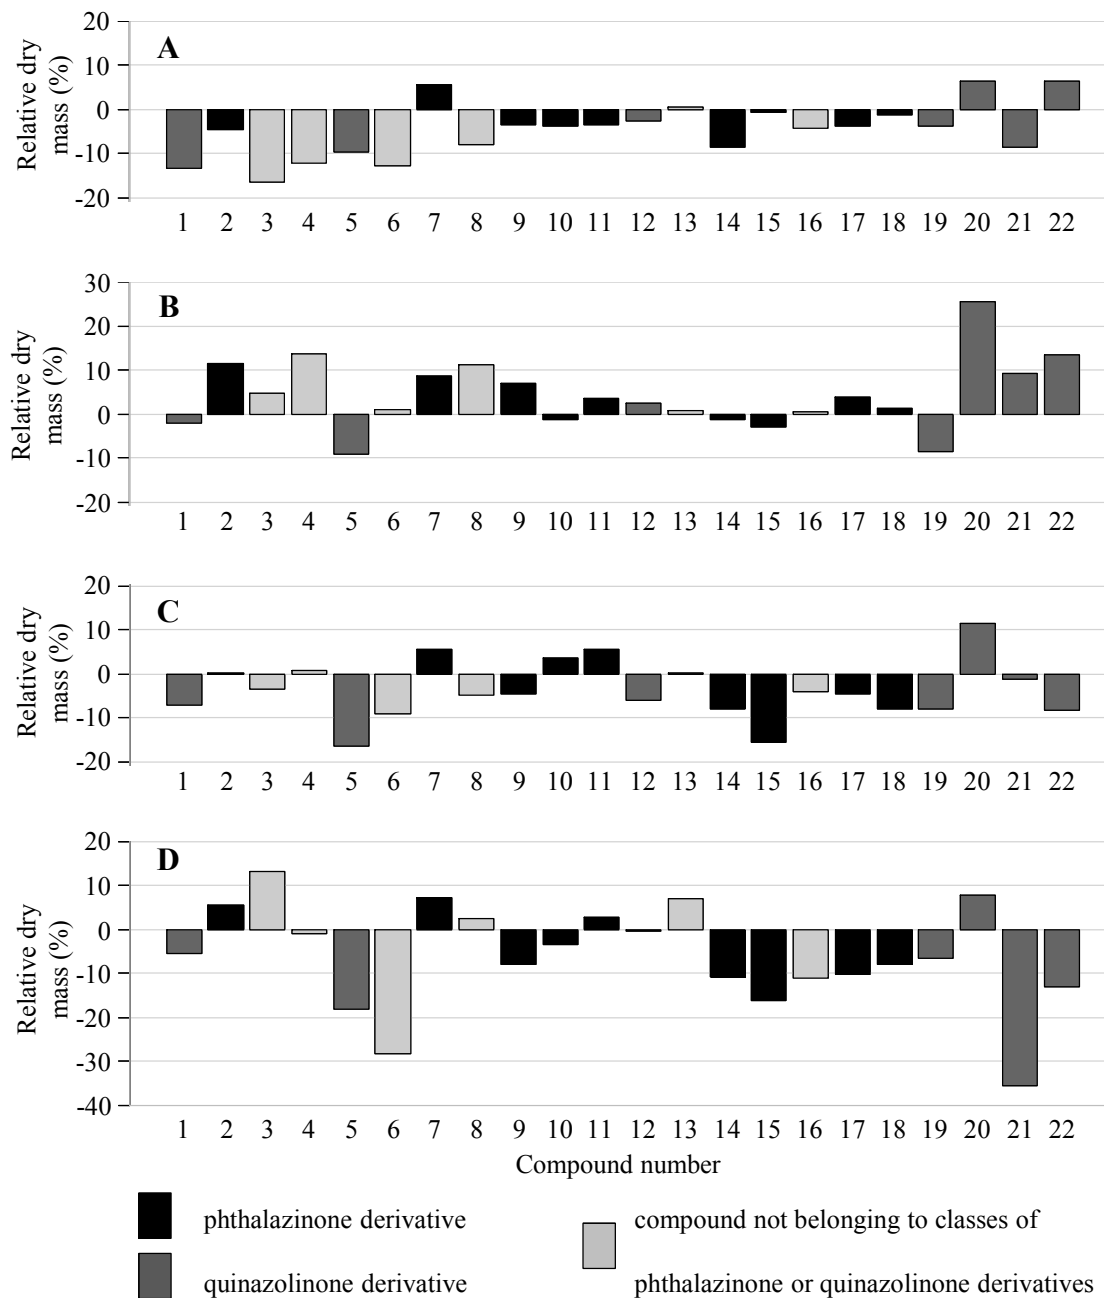 A
Relative dry
mass (%)
20
10
0
-10
-20
1 2 3 4 5 6 7 8 9 10 11 12 13 14 15 16 17 18 19 20 21 22
B
Relative dry
mass (%)
30
20
10
0
-10
-20
1 2 3 4 5 6 7 8 9 10 11 12 13 14 15 16 17 18 19 20 21 22
C
Relative dry
mass (%)
20
10
0
-10
-20
1 2 3 4 5 6 7 8 9 10 11 12 13 14 15 16 17 18 19 20 21 22
D
Relative dry
mass (%)
20
10
0
-10
-20
-30
-40
1 2 3 4 5 6 7 8 9 10 11 12 13 14 15 16 17 18 19 20 21 22
Compound number
phthalazinone derivative
quinazolinone derivative
compound not belonging to classes of
phthalazinone or quinazolinone derivatives